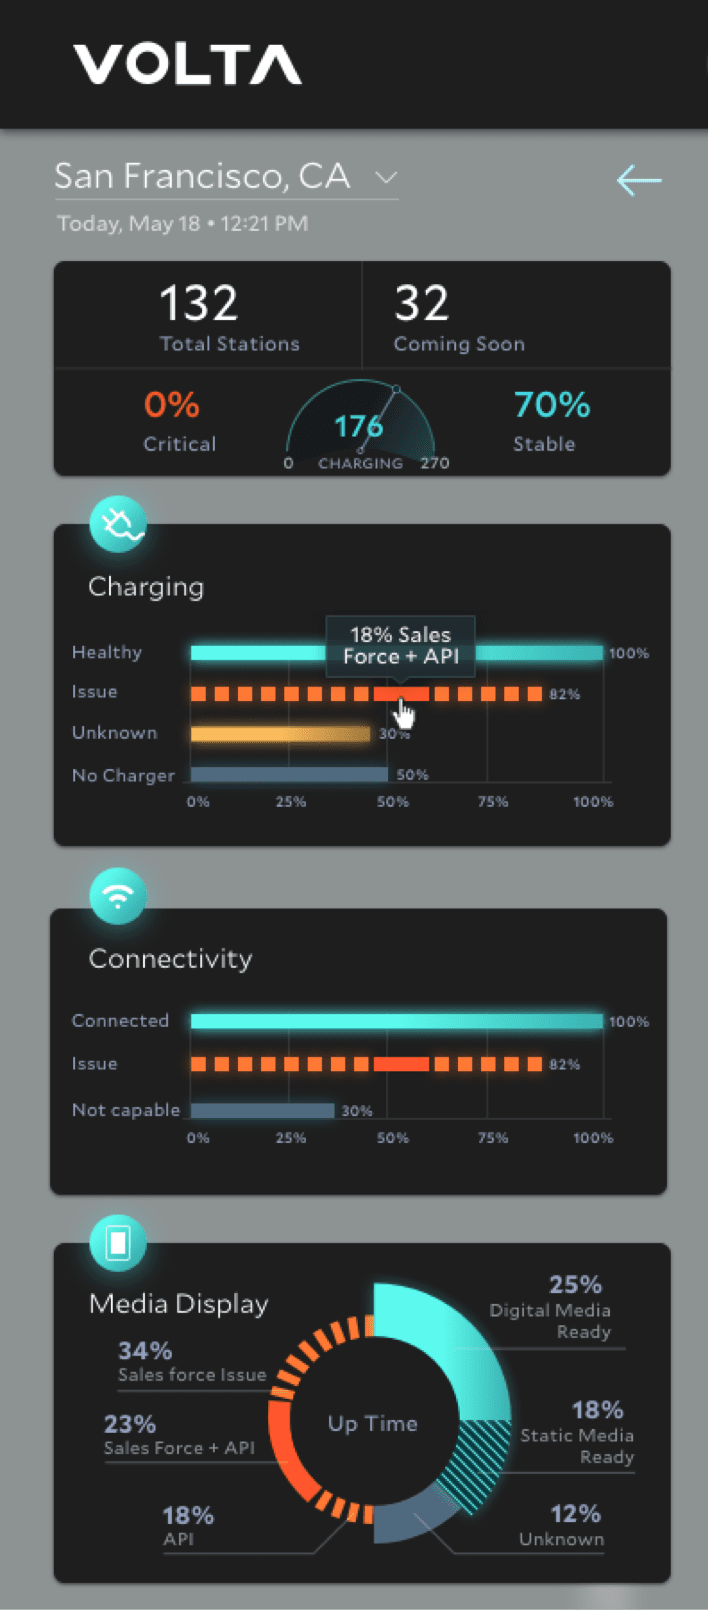 VOLTA
San Francisco, CA
Today, May 18 • 12:21 PM
132
Total Stations
32
Coming Soon
0%
Critical
176
0 CHARGING 270
70%
Stable
Charging
18% Sales
Force + API
Healthy 100%
Issue 82%
Unknown 30%
No Charger 50%
0% 25% 50% 75% 100%
Connectivity
Connected 100%
Issue 82%
Not capable 30%
0% 25% 50% 75% 100%
Media Display
25%
Digital Media
Ready
34%
Sales force Issue
18%
Static Media
Ready
23%
Sales Force + API
Up Time
18%
API
12%
Unknown